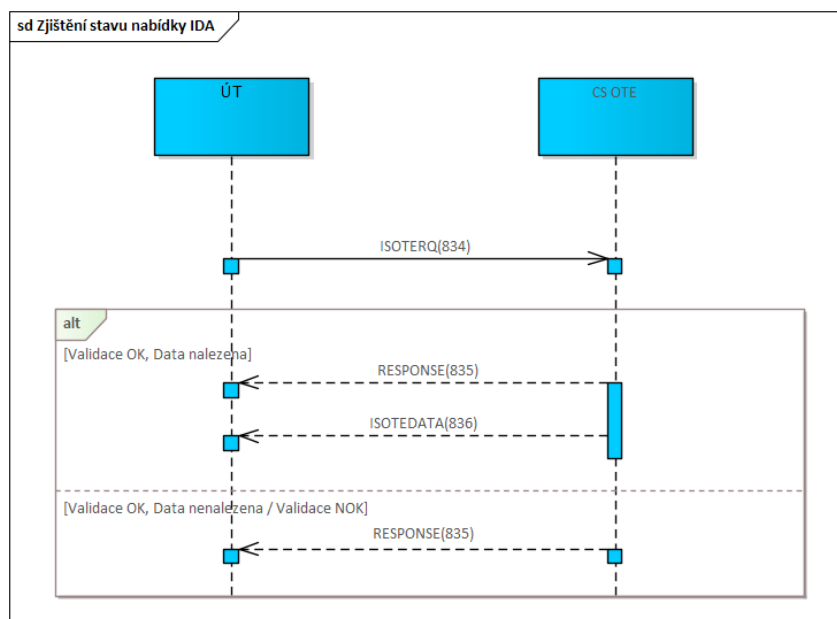 sd Zjištění stavu nabídky IDA
ÚT
CS OTE
ISOTERQ(834)
alt
[Validace OK, Data nalezena]
RESPONSE(835)
ISOTEDATA(836)
[Validace OK, Data nenalezena / Validace NOK]
RESPONSE(835)